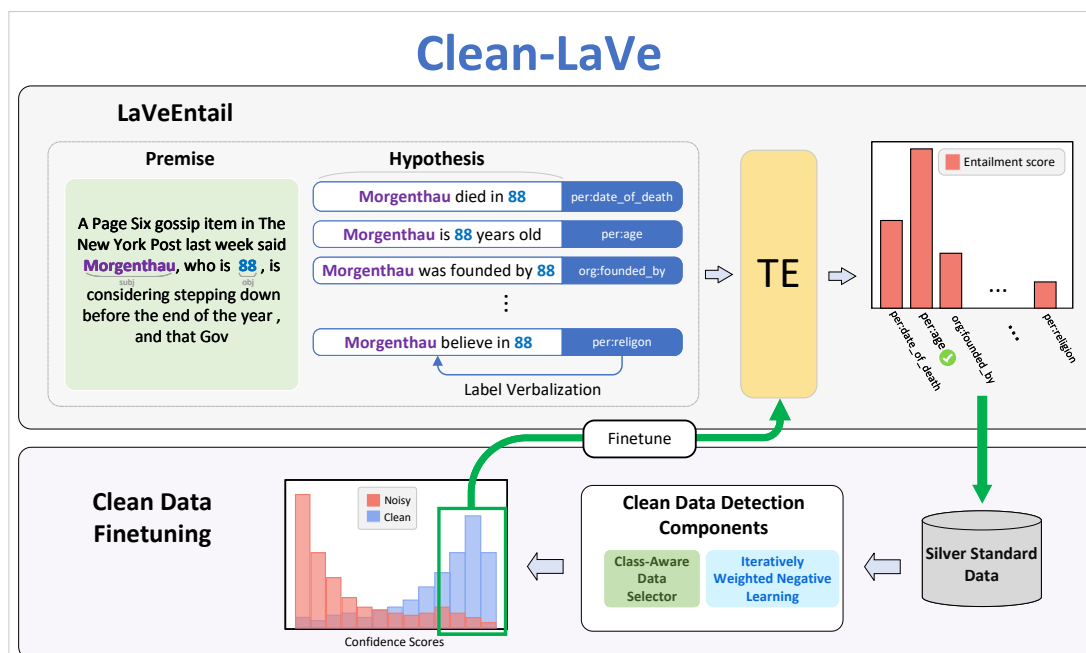 Clean-LaVe
LaVeEntail
Premise
A Page Six gossip item in The
New York Post last week said
Morgenthau, who is 88 , is
subj
obj
considering stepping down
before the end of the year ,
and that Gov
Hypothesis
Morgenthau died in 88 per:date_of_death
Morgenthau is 88 years old per:age
Morgenthau was founded by 88 org:founded_by
⋮
Morgenthau believe in 88 per:religon
Label Verbalization
TE
Entailment score
...
per:date_of_death
per:age
org:founded_by
...
per:religion
Finetune
Clean Data
Finetuning
Noisy
Clean
Confidence Scores
Clean Data Detection
Components
Class-Aware
Data
Selector
Iteratively
Weighted Negative
Learning
Silver Standard
Data